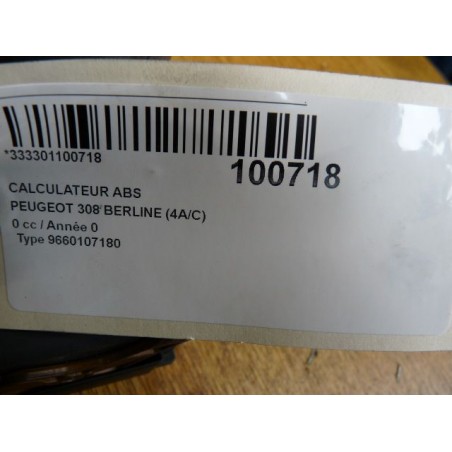 *333301100718
100718
CALCULATEUR ABS
PEUGEOT 308 BERLINE (4A/C)
0 cc / Année 0
Type 9660107180